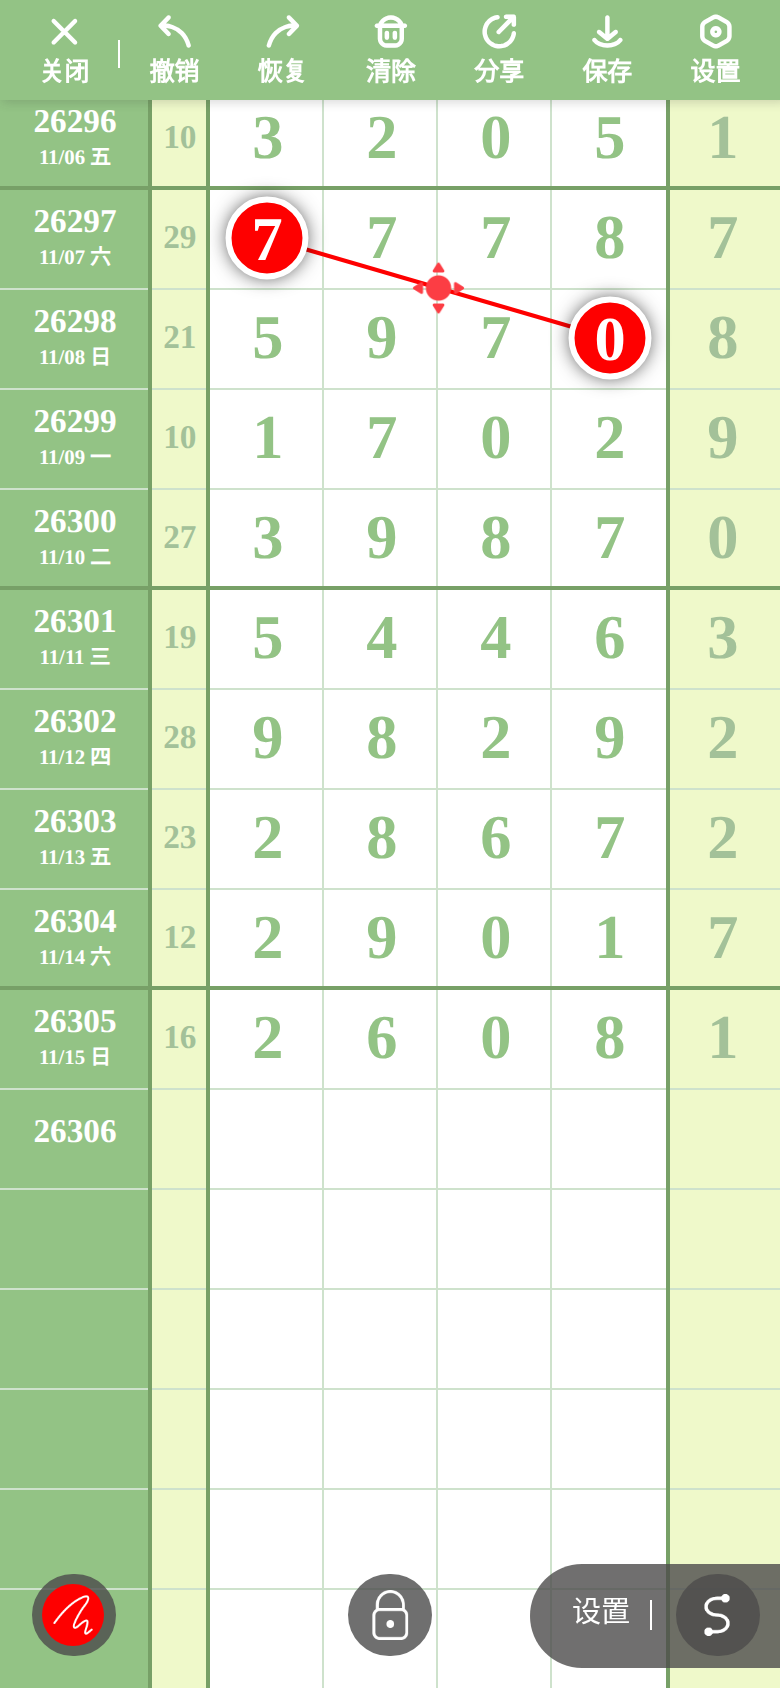 关闭 撤销 恢复 清除 分享 保存 设置
26296 10 3 2 0 5 1
11/06 五
26297 29 7 7 7 8 7
11/07 六
26298 21 5 9 7 0 8
11/08 日
26299 10 1 7 0 2 9
11/09 一
26300 27 3 9 8 7 0
11/10 二
26301 19 5 4 4 6 3
11/11 三
26302 28 9 8 2 9 2
11/12 四
26303 23 2 8 6 7 2
11/13 五
26304 12 2 9 0 1 7
11/14 六
26305 16 2 6 0 8 1
11/15 日
26306
设置